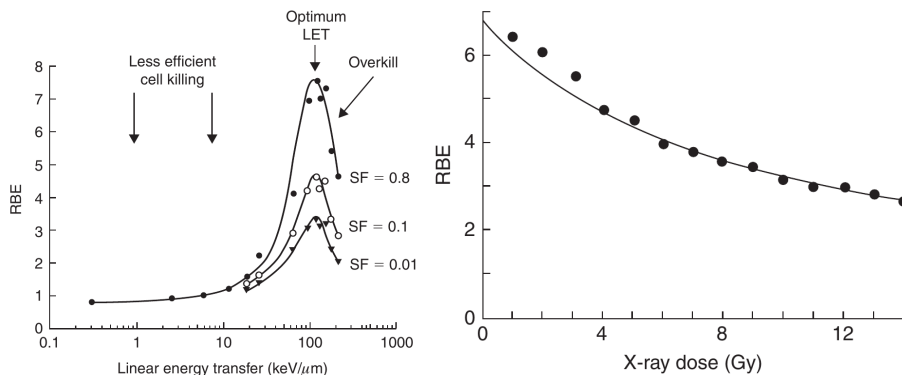 Optimum
LET
Less efficient
cell killing
Overkill
8
7
6
5
4
3
2
1
0
RBE
SF = 0.8
SF = 0.1
SF = 0.01
0.1 1 10 100 1000
Linear energy transfer (keV/μm)
8
6
4
2
0
RBE
0 4 8 12
X-ray dose (Gy)